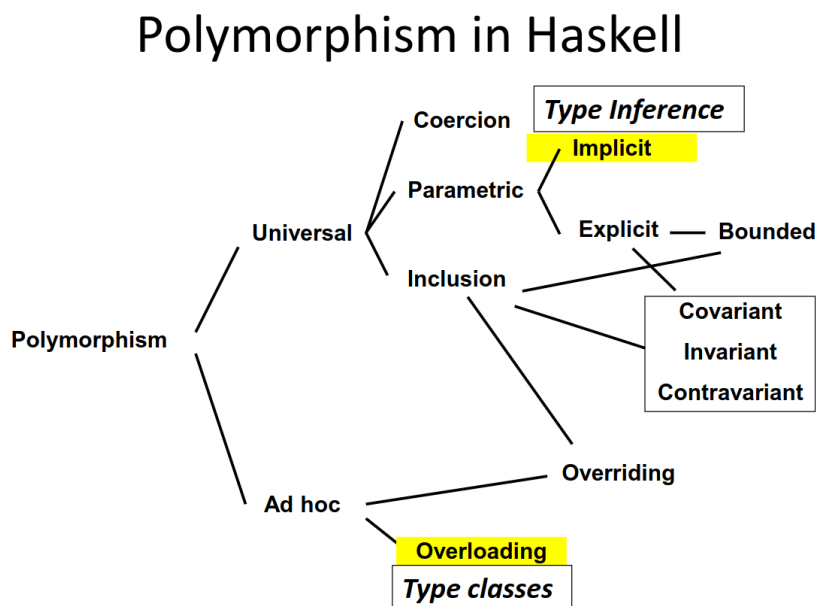 Polymorphism in Haskell
Coercion
Type Inference
Implicit
Parametric
Universal
Explicit
Bounded
Inclusion
Covariant
Polymorphism
Invariant
Contravariant
Overriding
Ad hoc
Overloading
Type classes